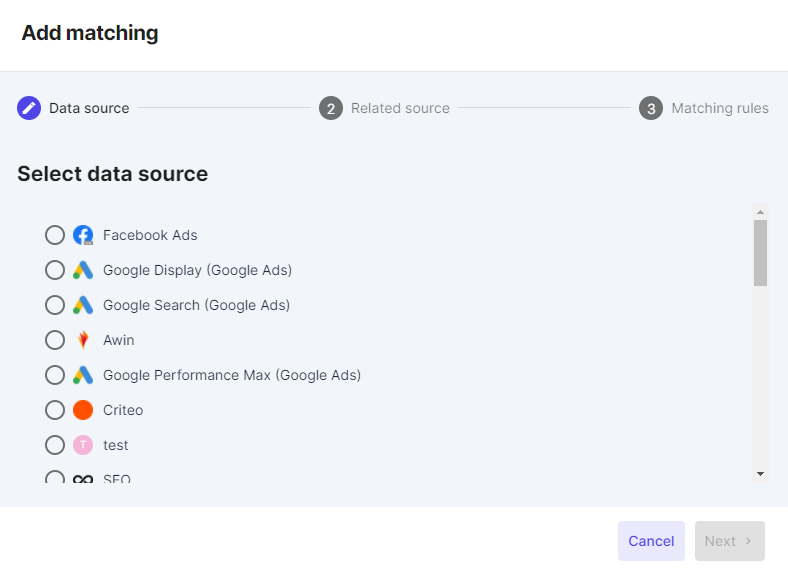 Add matching
Data source
2 Related source
3 Matching rules
Select data source
Facebook Ads
Google Display (Google Ads)
Google Search (Google Ads)
Awin
Google Performance Max (Google Ads)
Criteo
T test
SEO
Cancel
Next